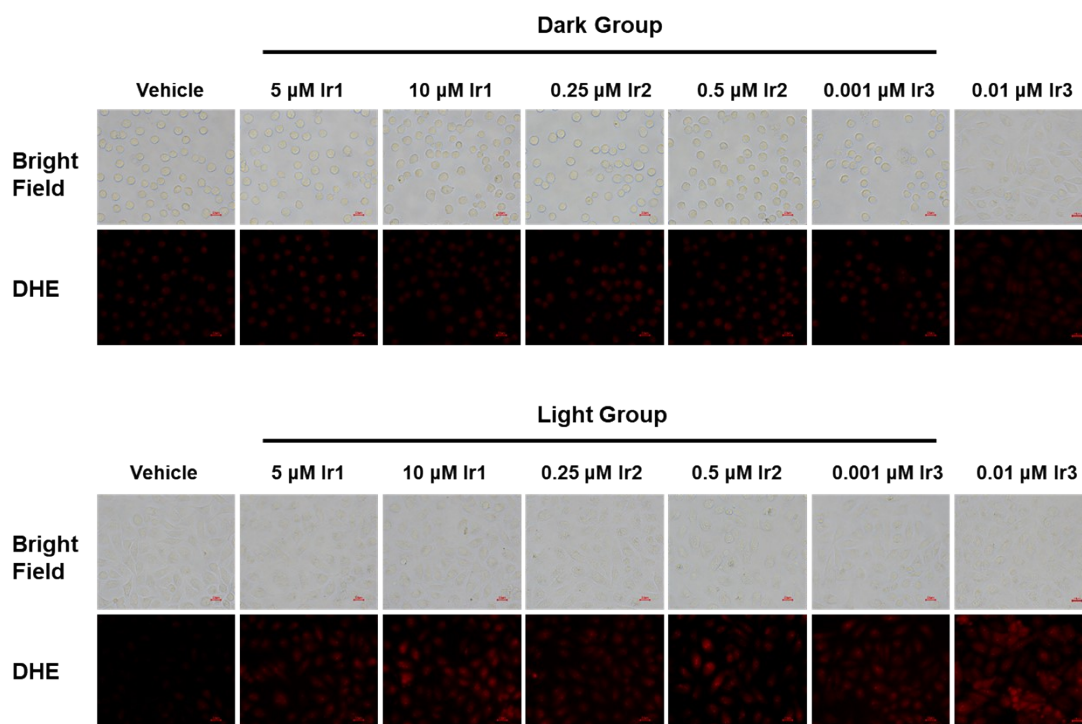 Dark Group
Vehicle
5 µM Ir1
10 µM Ir1
0.25 µM Ir2
0.5 µM Ir2
0.001 µM Ir3
0.01 µM Ir3
Bright
Field
DHE
Light Group
Vehicle
5 µM Ir1
10 µM Ir1
0.25 µM Ir2
0.5 µM Ir2
0.001 µM Ir3
0.01 µM Ir3
Bright
Field
DHE